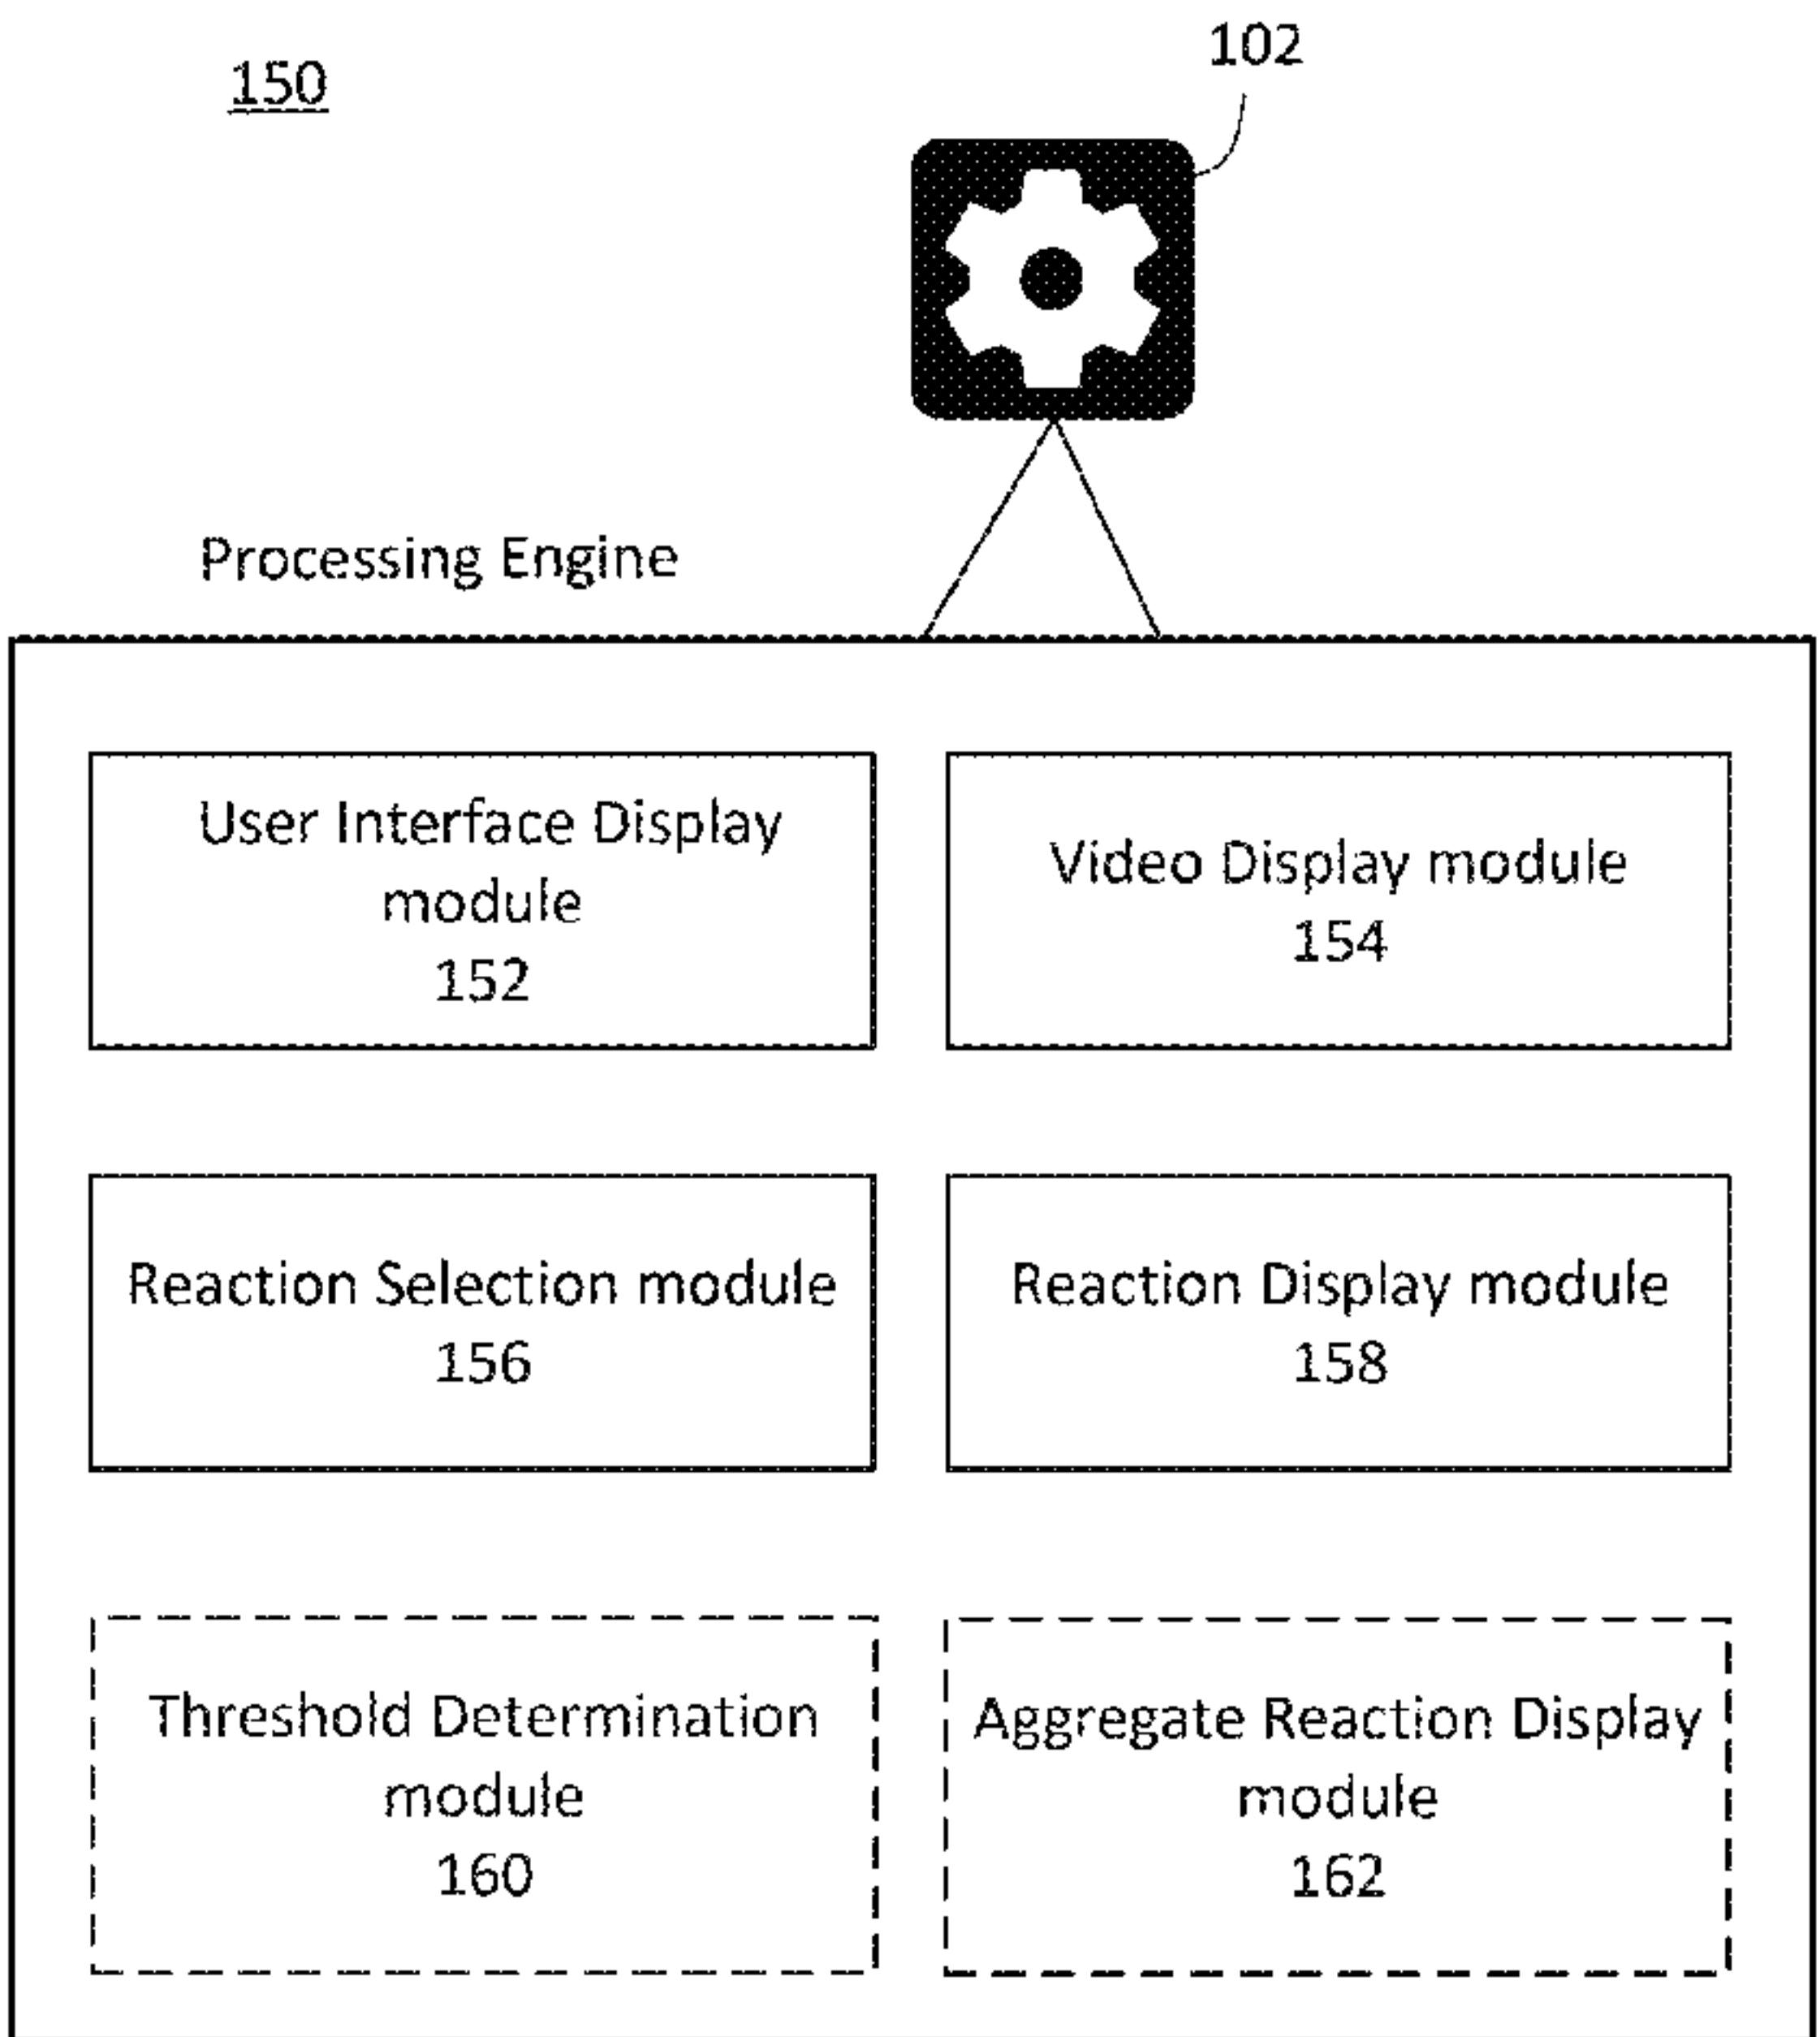 150
102
Processing Engine
User Interface Display
module
152
Video Display module
154
Reaction Selection module
156
Reaction Display module
158
Threshold Determination
module
160
Aggregate Reaction Display
module
162